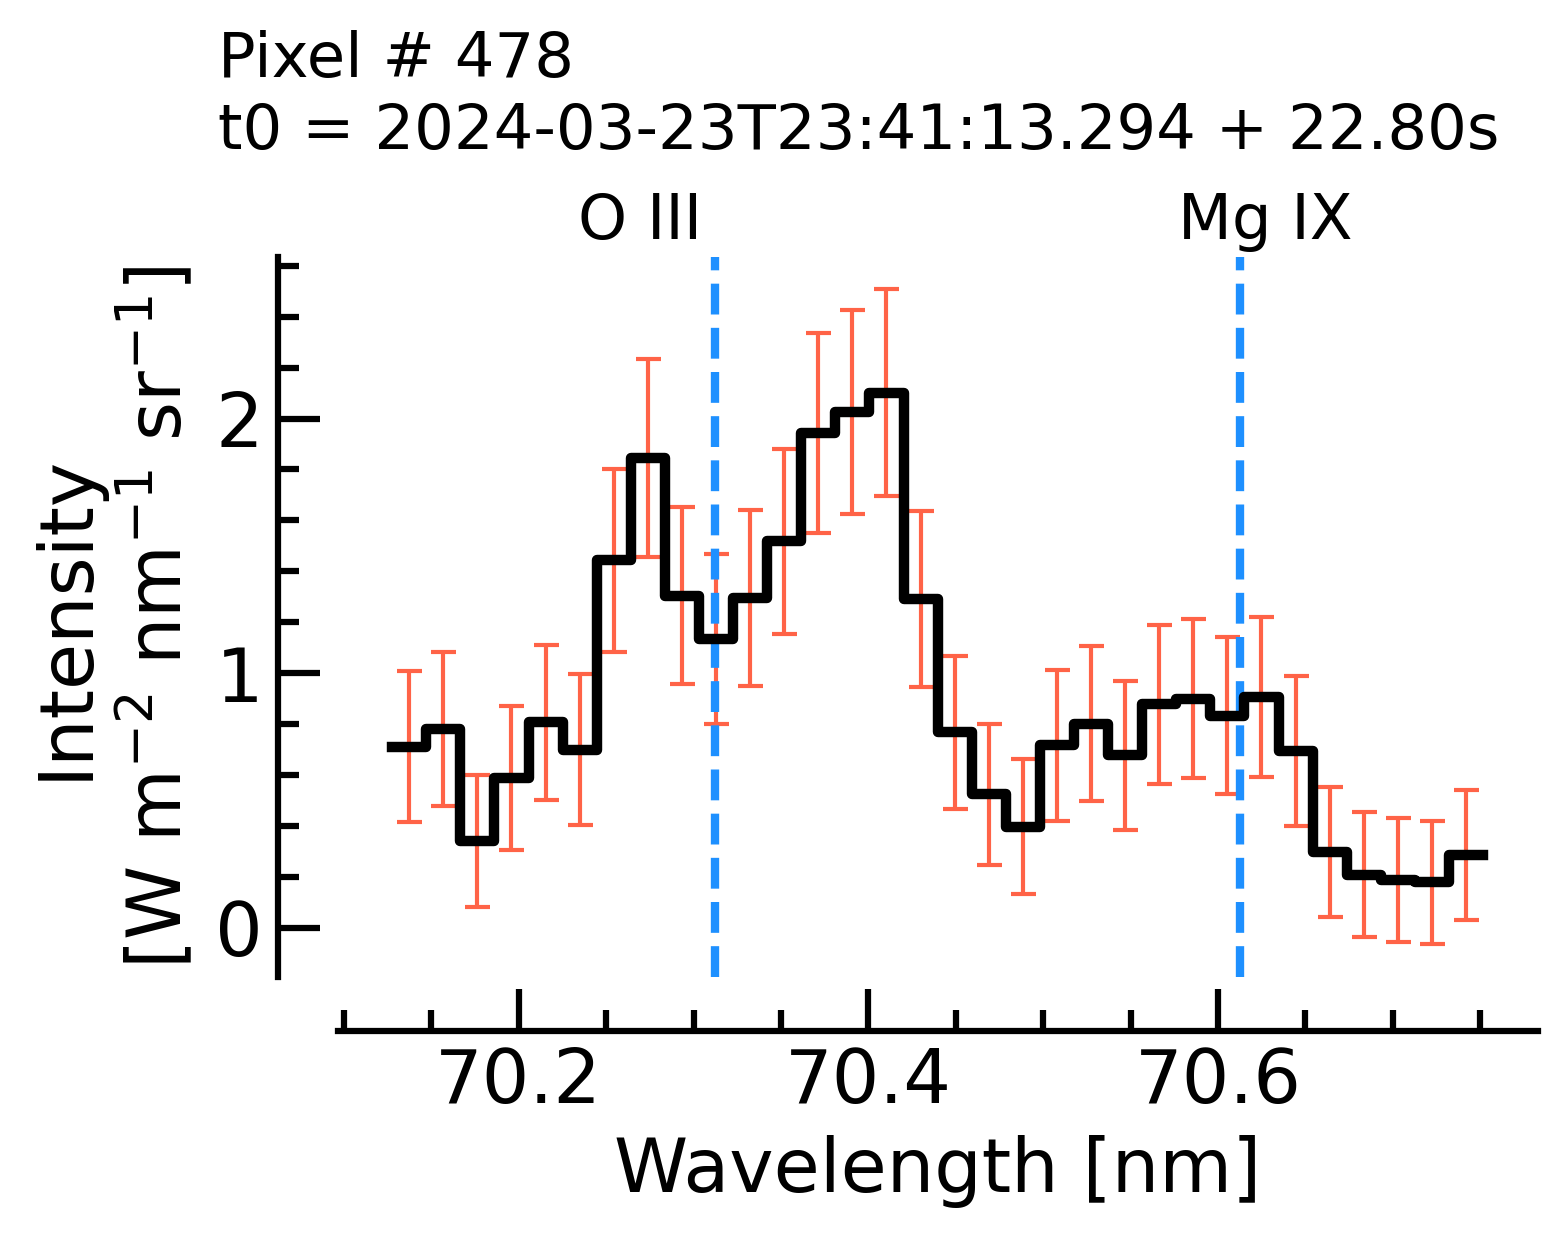 Pixel # 478
t0 = 2024-03-23T23:41:13.294 + 22.80s
O III
Mg IX
Intensity
[W m⁻² nm⁻¹ sr⁻¹]
2
1
0
70.2
70.4
70.6
Wavelength [nm]